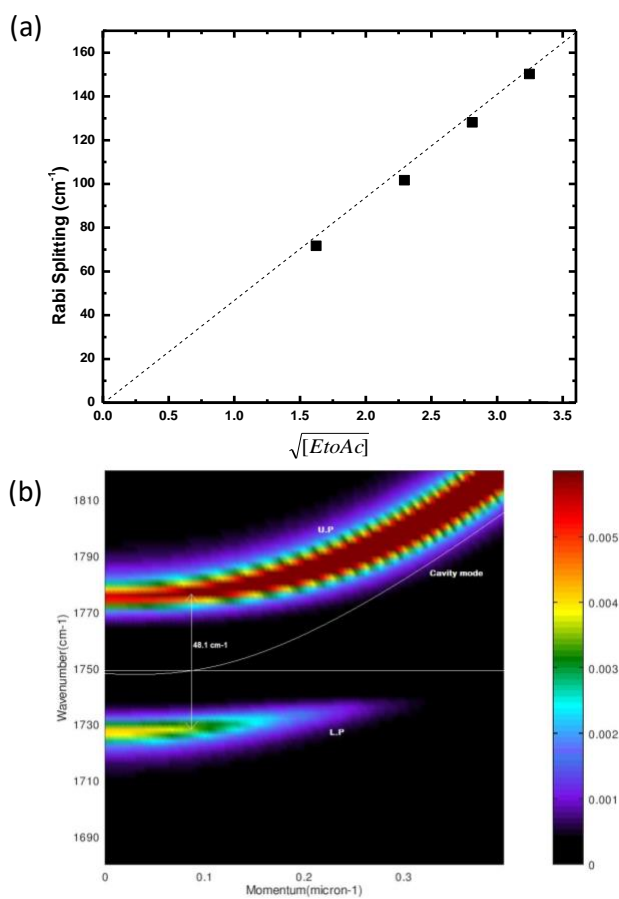 (a)
160
140
120
100
80
60
40
20
0
Rabi Splitting (cm-1)
0.0 0.5 1.0 1.5 2.0 2.5 3.0 3.5
√[EtoAc]
(b)
1810
1790
1770
1750
1730
1710
1690
Wavenumber(cm-1)
U.P
Cavity mode
48.1 cm-1
L.P
0 0.1 0.2 0.3
Momentum(micron-1)
0.005
0.004
0.003
0.002
0.001
0